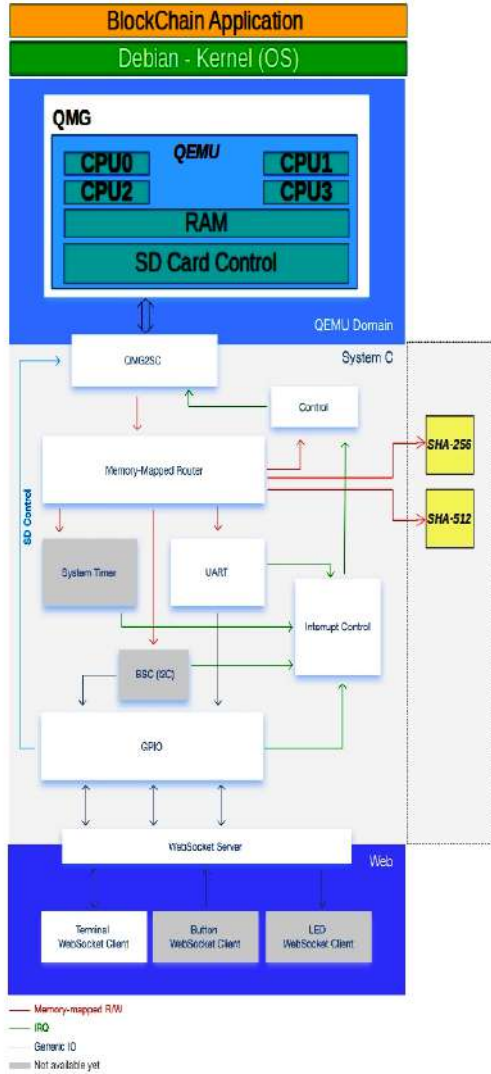 BlockChain Application
Debian - Kernel (OS)
QMG
QEMU
CPU0
CPU1
CPU2
CPU3
RAM
SD Card Control
QEMU Domain
System C
QMG2SC
Control
SHA-256
Memory-Mapped Router
SHA-512
SD Control
System Timer
UART
Interrupt Control
BSC (I2C)
GPIO
WebSocket Server
Web
Terminal
WebSocket Client
Button
WebSocket Client
LED
WebSocket Client
Memory-mapped R/W
IRQ
Generic IO
Not available yet